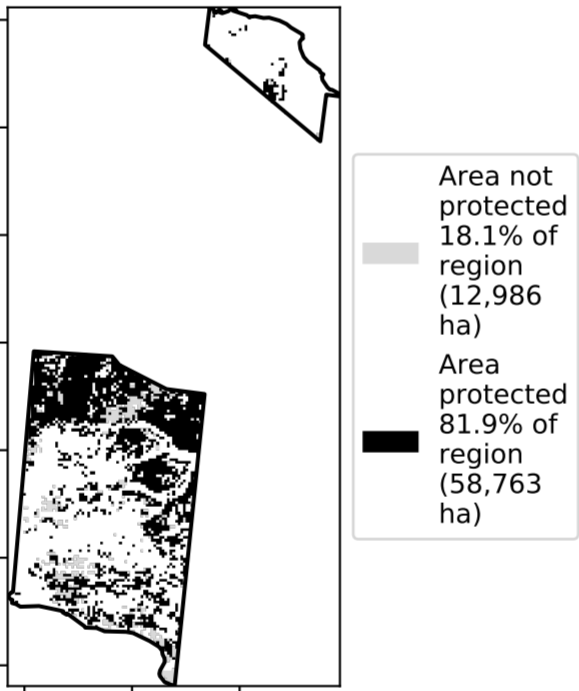 Area not
protected
18.1% of
region
(12,986
ha)
Area
protected
81.9% of
region
(58,763
ha)